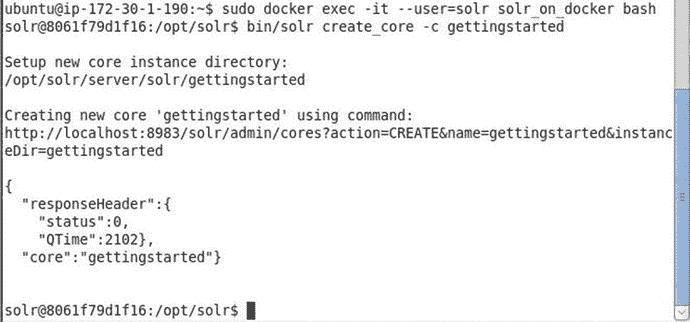 ubuntu@ip-172-30-1-190:~$ sudo docker exec -it --user=solr solr_on_docker bash
solr@8061f79d1f16:/opt/solr$ bin/solr create_core -c gettingstarted
Setup new core instance directory:
/opt/solr/server/solr/gettingstarted
Creating new core 'gettingstarted' using command:
http://localhost:8983/solr/admin/cores?action=CREATE&name=gettingstarted&instanc
eDir=gettingstarted
{
  "responseHeader":{
    "status":0,
    "QTime":2102},
  "core":"gettingstarted"}
solr@8061f79d1f16:/opt/solr$